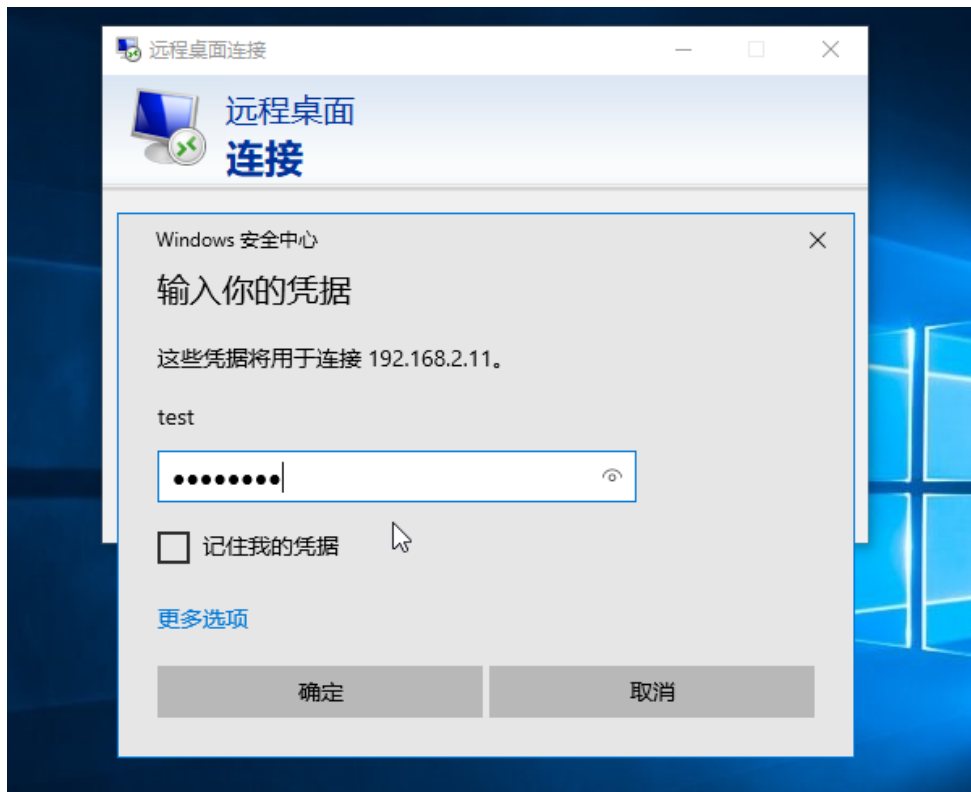 远程桌面连接
远程桌面
连接
Windows 安全中心
输入你的凭据
这些凭据将用于连接 192.168.2.11。
test
••••••••
记住我的凭据
更多选项
确定
取消